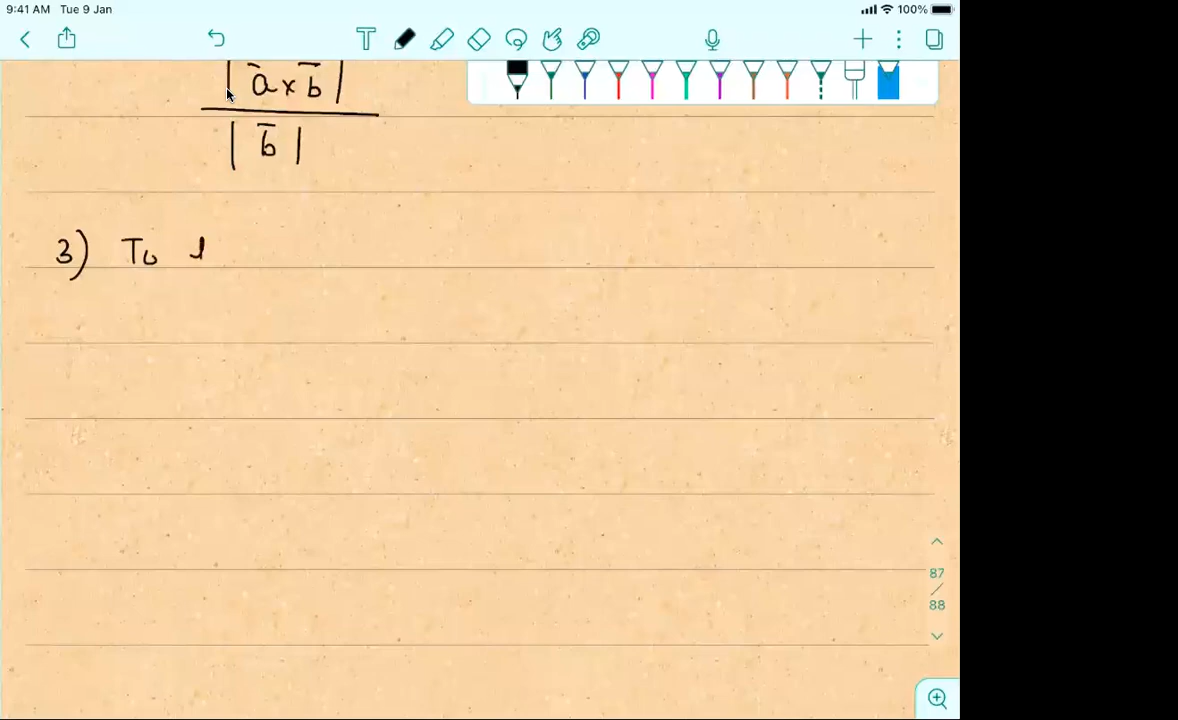 9:41 AM Tue 9 Jan 100%
| a̅ x b̅ |
| b̅ |
3) To
87
/
88